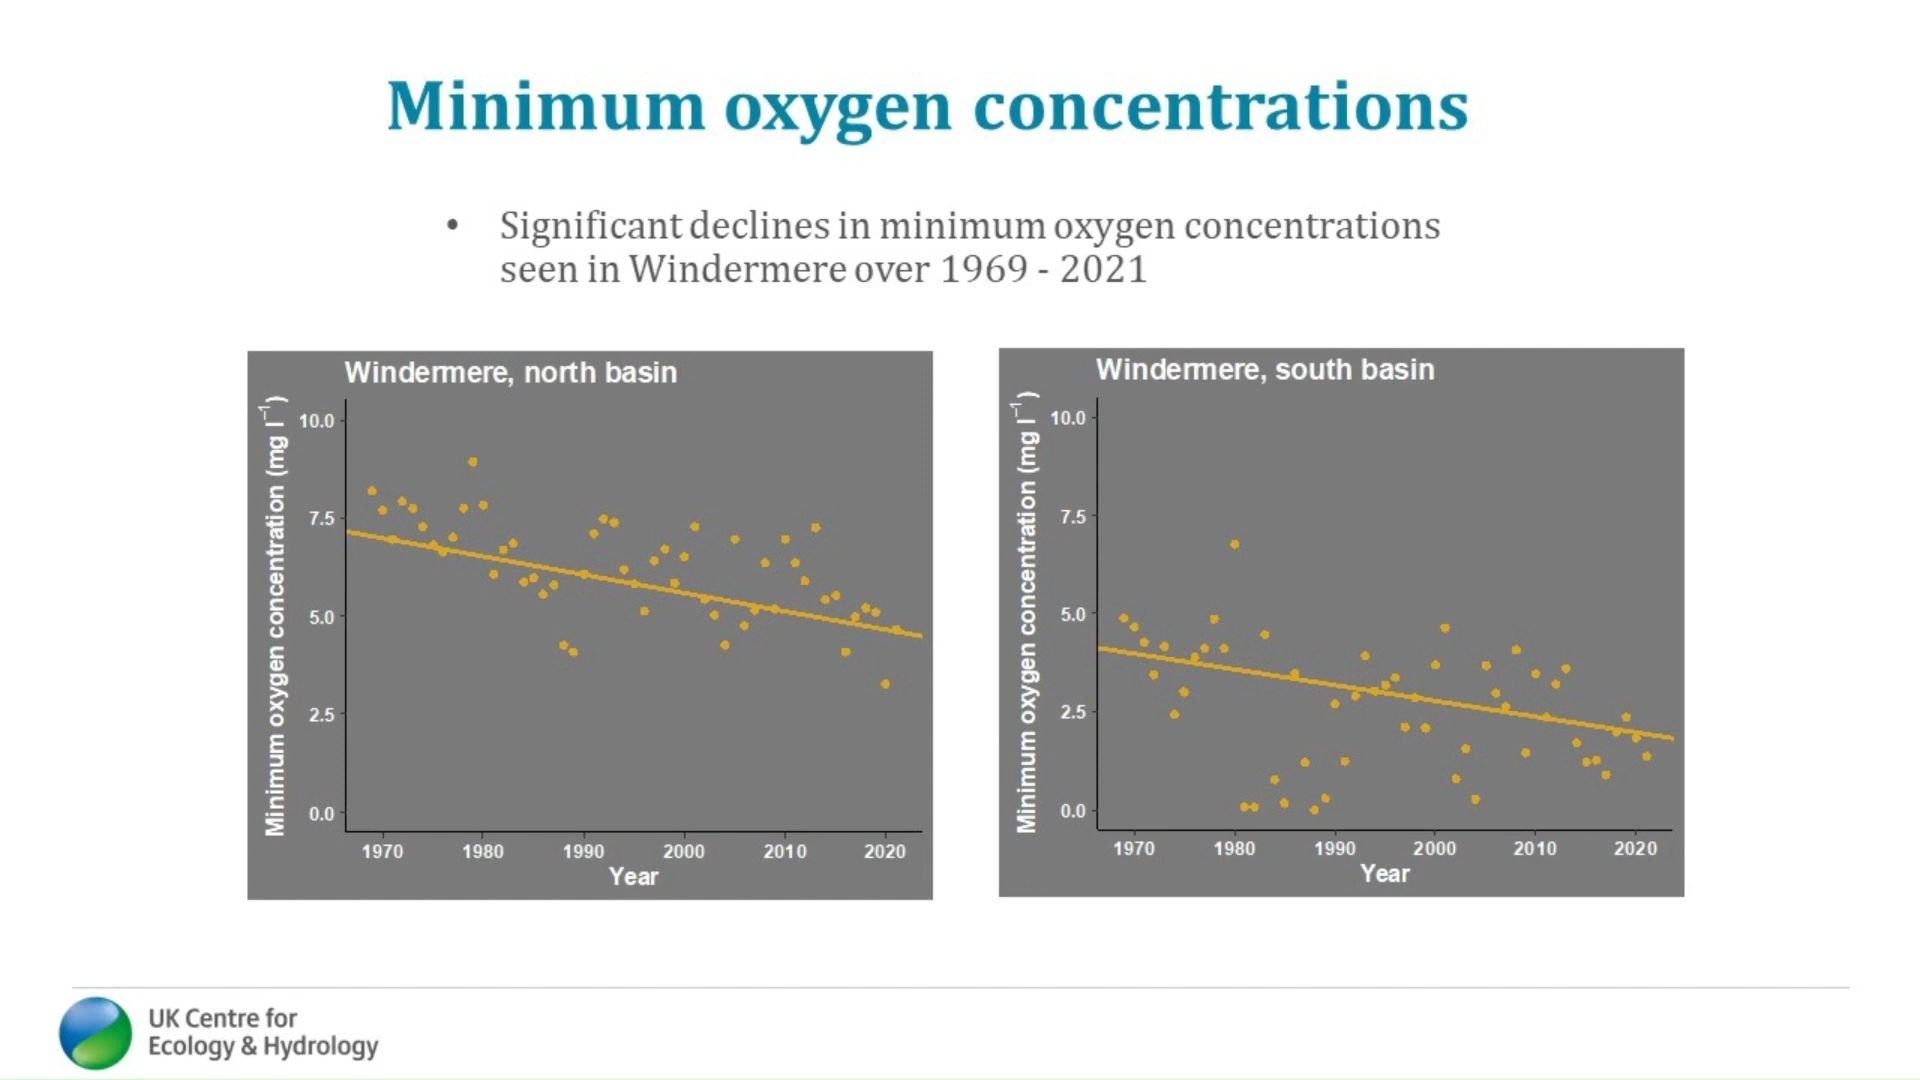 Minimum oxygen concentrations
• Significant declines in minimum oxygen concentrations
seen in Windermere over 1969 - 2021
Windermere, north basin
Minimum oxygen concentration (mg l⁻¹)
10.0
7.5
5.0
2.5
0.0
1970 1980 1990 2000 2010 2020
Year
Windermere, south basin
Minimum oxygen concentration (mg l⁻¹)
10.0
7.5
5.0
2.5
0.0
1970 1980 1990 2000 2010 2020
Year
UK Centre for
Ecology & Hydrology